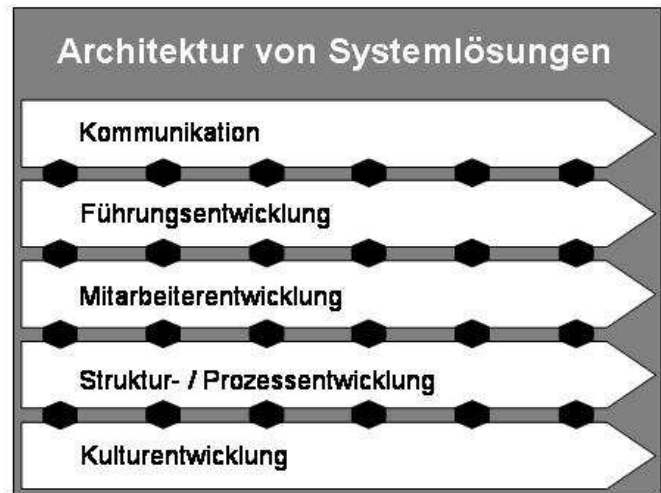 Architektur von Systemlösungen
Kommunikation
Führungsentwicklung
Mitarbeiterentwicklung
Struktur- / Prozessentwicklung
Kulturentwicklung